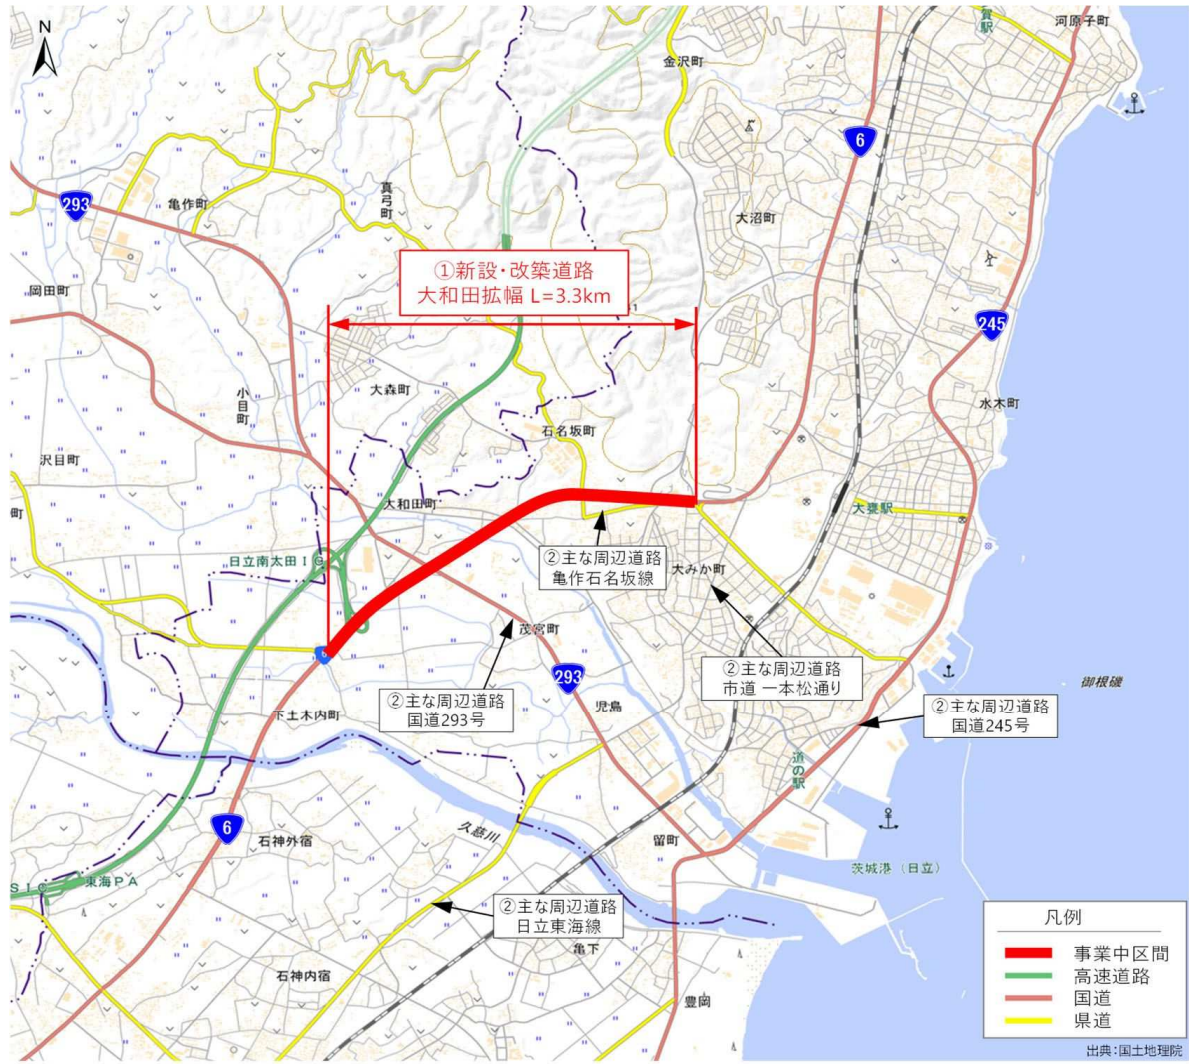 N
河原子町
金沢町
6
293
亀作町
真弓町
大沼町
①新設・改築道路
大和田拡幅 L=3.3km
岡田町
245
小目町
大森町
水木町
石名坂町
沢目町
大和田町
大甕駅
町
②主な周辺道路
亀作石名坂線
大みか町
日立南太田IC
茂宮町
②主な周辺道路
市道 一本松通り
293
御根磯
②主な周辺道路
国道293号
児島
②主な周辺道路
国道245号
下土木内町
道の駅
6
久慈川
石神外宿
留町
茨城港(日立)
SIC
東海PA
②主な周辺道路
日立東海線
亀下
石神内宿
豊岡
凡例
事業中区間
高速道路
国道
県道
出典:国土地理院